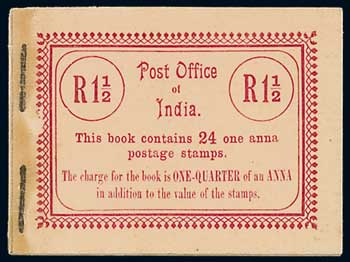 Post Office
R1½ of R1½
India.
This book contains 24 one anna
postage stamps.
The charge for the book is ONE-QUARTER of an ANNA
in addition to the value of the stamps.